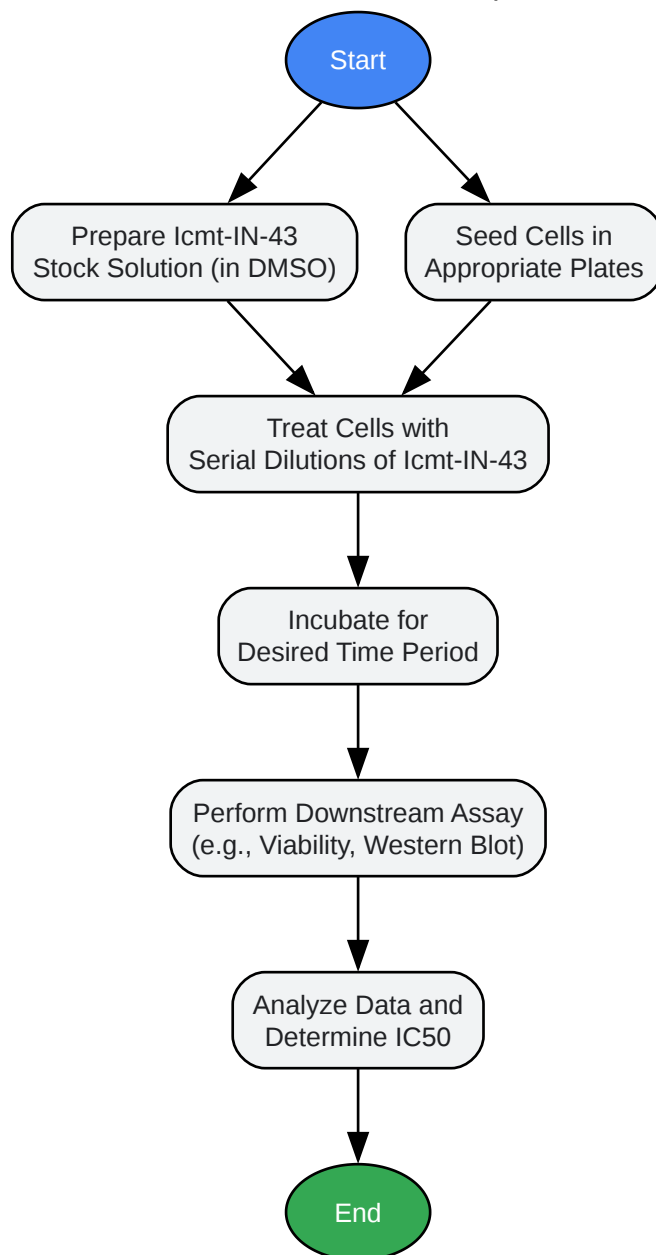 Start
Prepare Icmt-IN-43
Stock Solution (in DMSO)
Seed Cells in
Appropriate Plates
Treat Cells with
Serial Dilutions of Icmt-IN-43
Incubate for
Desired Time Period
Perform Downstream Assay
(e.g., Viability, Western Blot)
Analyze Data and
Determine IC50
End